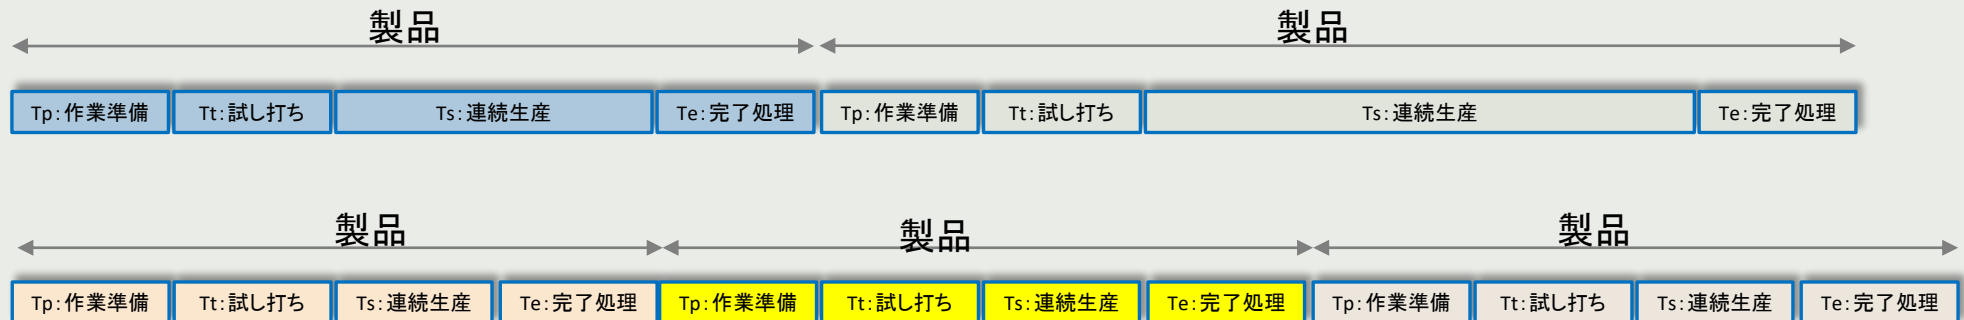 製品 製品
Tp:作業準備 Tt:試し打ち Ts:連続生産 Te:完了処理 Tp:作業準備 Tt:試し打ち Ts:連続生産 Te:完了処理
製品 製品 製品
Tp:作業準備 Tt:試し打ち Ts:連続生産 Te:完了処理 Tp:作業準備 Tt:試し打ち Ts:連続生産 Te:完了処理 Tp:作業準備 Tt:試し打ち Ts:連続生産 Te:完了処理